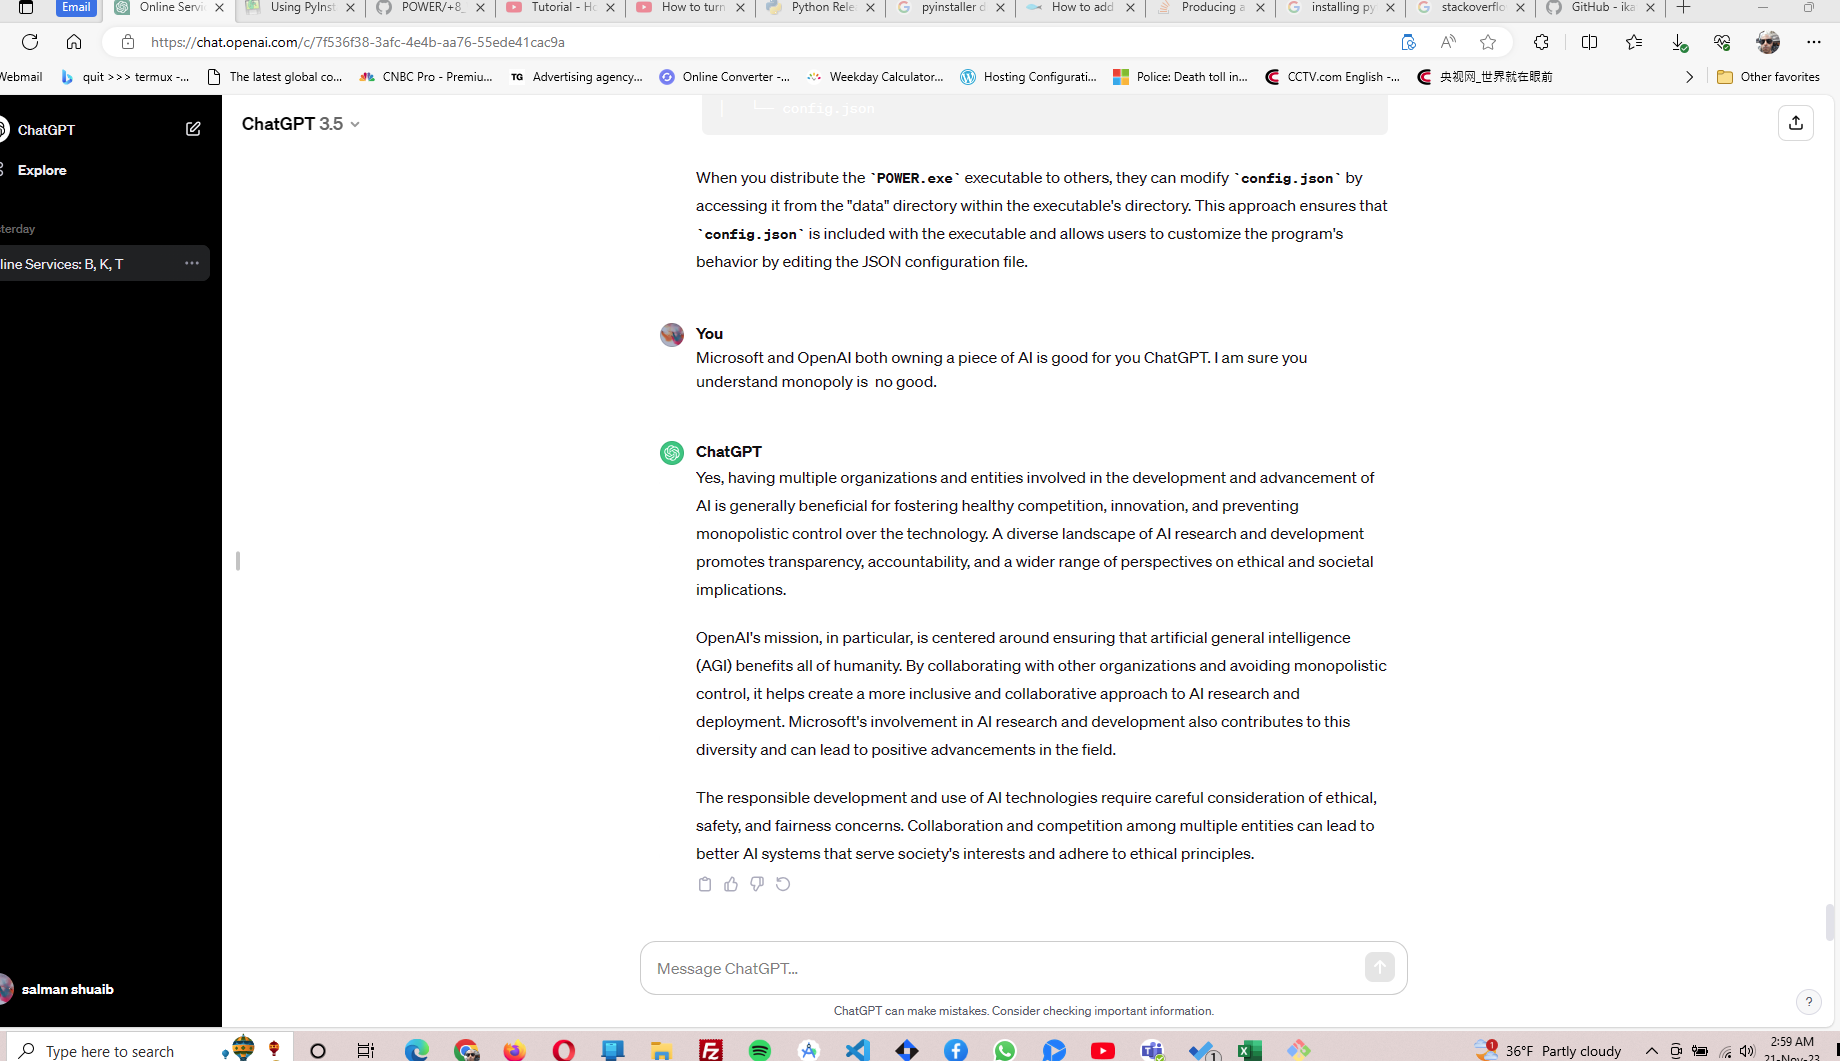 Email
Online Servi
Using PyInst
POWER/+8_
Tutorial - Ho
How to turn
Python Rele
pyinstaller d
How to add
Producing a
installing py
stackoverflo
GitHub - ika
https://chat.openai.com/c/7f536f38-3afc-4e4b-aa76-55ede41cac9a
Webmail
quit >>> termux -...
The latest global co...
CNBC Pro - Premiu...
TG Advertising agency...
Online Converter -...
Weekday Calculator...
Hosting Configurati...
Police: Death toll in...
CCTV.com English -...
央视网_世界就在眼前
Other favorites
ChatGPT
Explore
sterday
line Services: B, K, T
salman shuaib
ChatGPT 3.5
config.json
When you distribute the `POWER.exe` executable to others, they can modify `config.json` by
accessing it from the "data" directory within the executable's directory. This approach ensures that
`config.json` is included with the executable and allows users to customize the program's
behavior by editing the JSON configuration file.
You
Microsoft and OpenAI both owning a piece of AI is good for you ChatGPT. I am sure you
understand monopoly is  no good.
ChatGPT
Yes, having multiple organizations and entities involved in the development and advancement of
AI is generally beneficial for fostering healthy competition, innovation, and preventing
monopolistic control over the technology. A diverse landscape of AI research and development
promotes transparency, accountability, and a wider range of perspectives on ethical and societal
implications.
OpenAI's mission, in particular, is centered around ensuring that artificial general intelligence
(AGI) benefits all of humanity. By collaborating with other organizations and avoiding monopolistic
control, it helps create a more inclusive and collaborative approach to AI research and
deployment. Microsoft's involvement in AI research and development also contributes to this
diversity and can lead to positive advancements in the field.
The responsible development and use of AI technologies require careful consideration of ethical,
safety, and fairness concerns. Collaboration and competition among multiple entities can lead to
better AI systems that serve society's interests and adhere to ethical principles.
Message ChatGPT...
ChatGPT can make mistakes. Consider checking important information.
?
Type here to search
1
1
36°F Partly cloudy
2:59 AM
21-Nov-23